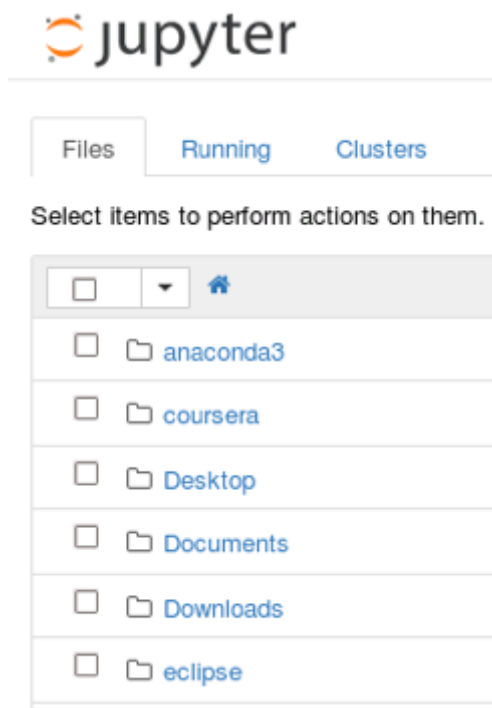 jupyter
Files Running Clusters
Select items to perform actions on them.
anaconda3
coursera
Desktop
Documents
Downloads
eclipse